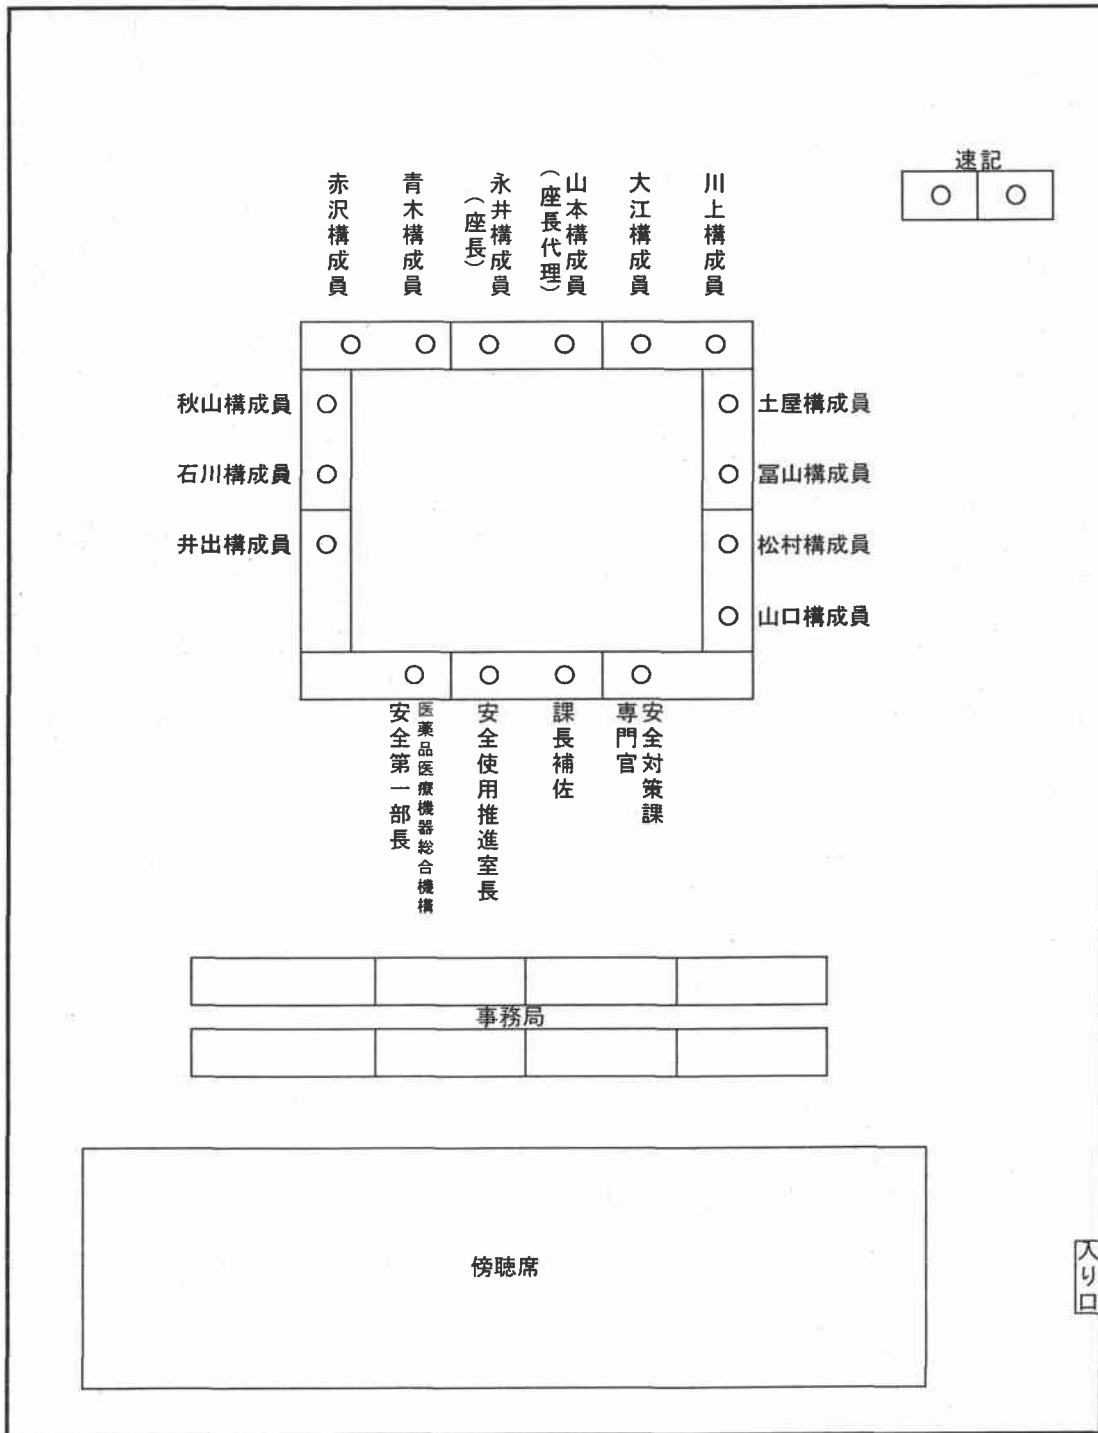 速記
赤沢構成員
青木構成員
永井構成員
（座長）
山本構成員
（座長代理）
大江構成員
川上構成員
秋山構成員
土屋構成員
石川構成員
冨山構成員
井出構成員
松村構成員
山口構成員
医薬品医療機器総合機構
安全第一部長
安全使用推進室長
課長補佐
安全対策課
専門官
事務局
傍聴席
入り口